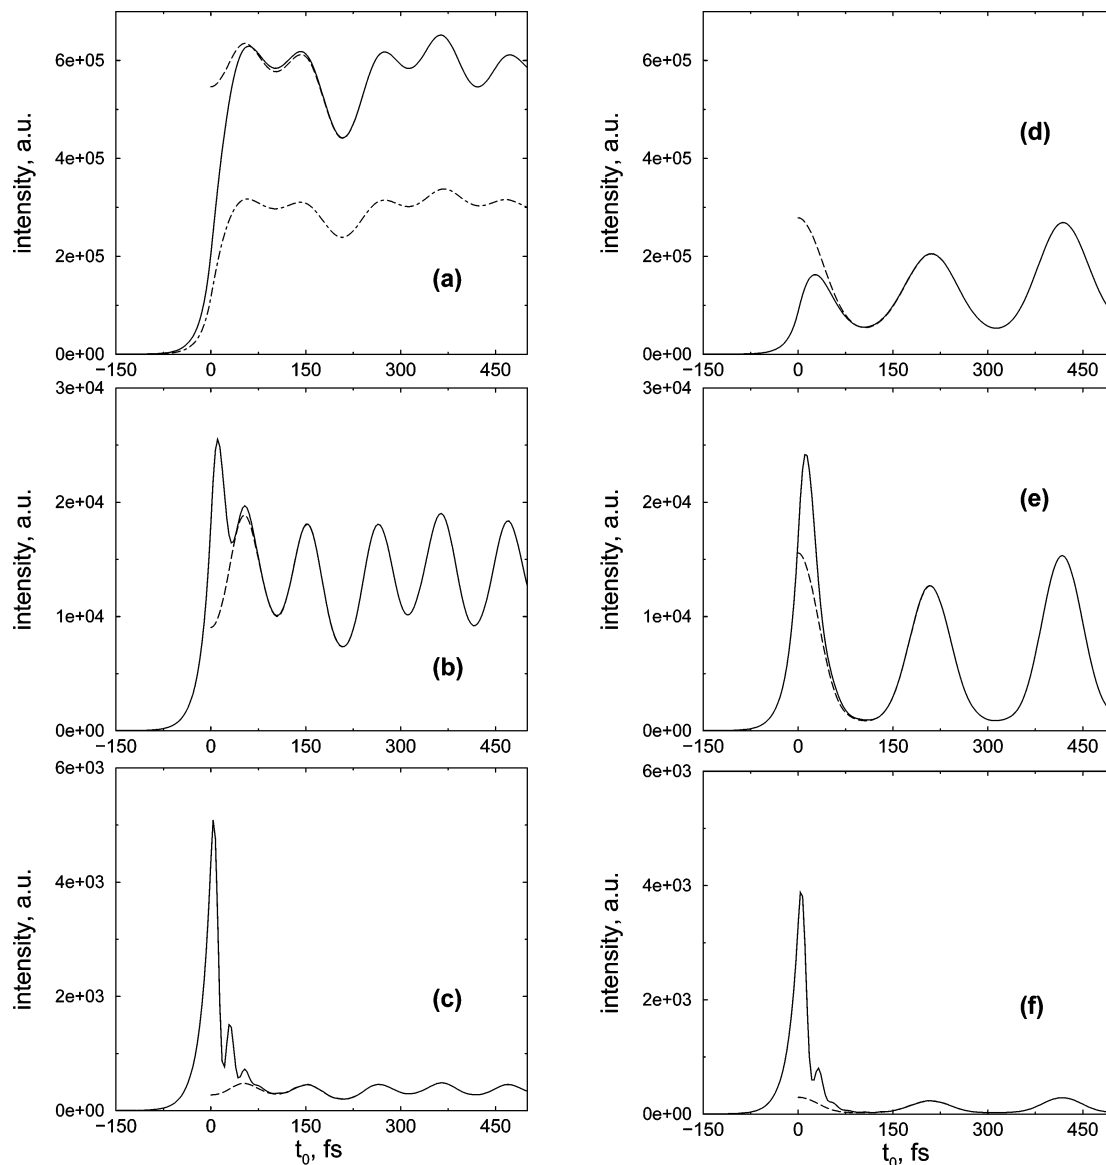 6e+05
4e+05
2e+05
0e+00
intensity, a.u.
(a)
−150 0 150 300 450
3e+04
2e+04
1e+04
0e+00
intensity, a.u.
(b)
−150 0 150 300 450
6e+03
4e+03
2e+03
0e+00
intensity, a.u.
(c)
−150 0 150 300 450
t0, fs
6e+05
4e+05
2e+05
0e+00
intensity, a.u.
(d)
−150 0 150 300 450
3e+04
2e+04
1e+04
0e+00
intensity, a.u.
(e)
−150 0 150 300 450
6e+03
4e+03
2e+03
0e+00
intensity, a.u.
(f)
−150 0 150 300 450
t0, fs